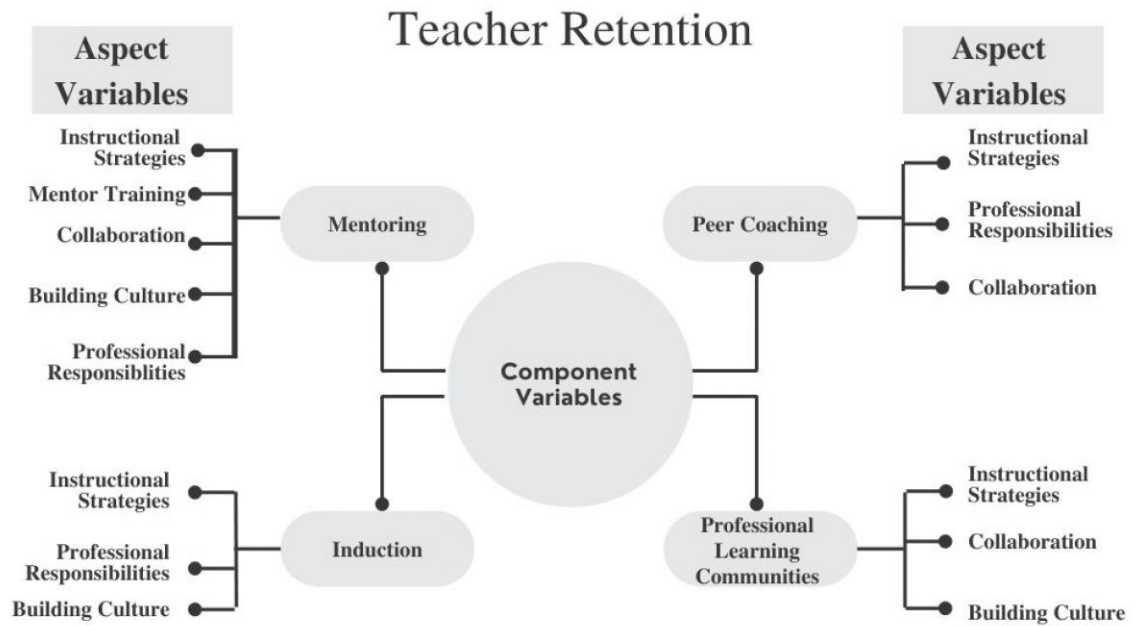 Teacher Retention
Aspect
Variables
Instructional
Strategies
Mentor Training
Collaboration
Building Culture
Professional
Responsiblities
Mentoring
Peer Coaching
Aspect
Variables
Instructional
Strategies
Professional
Responsibilities
Collaboration
Component
Variables
Instructional
Strategies
Professional
Responsibilities
Building Culture
Induction
Professional
Learning
Communities
Instructional
Strategies
Collaboration
Building Culture